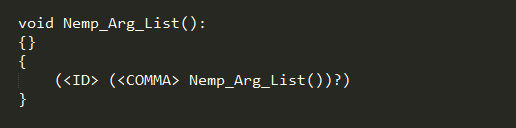 void Nemp_Arg_List():
{}
{
    (<ID> (<COMMA> Nemp_Arg_List())?)
}